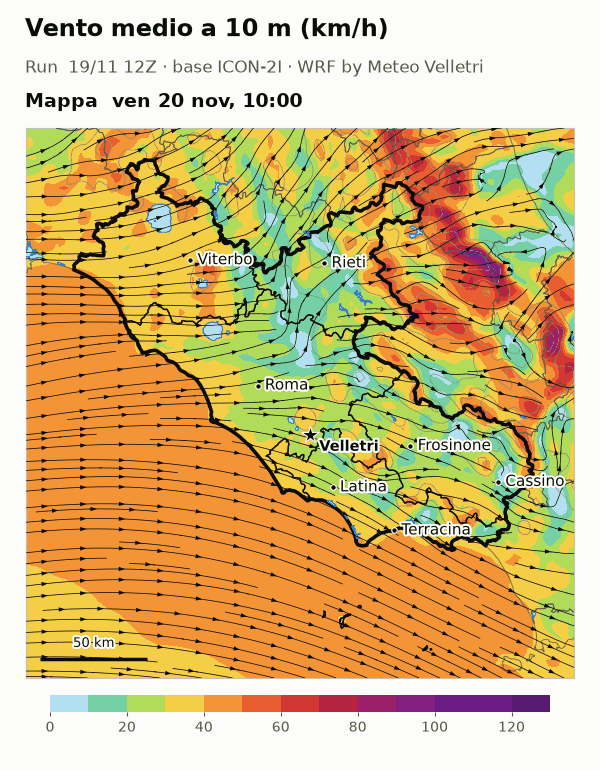 Vento medio a 10 m (km/h)
Run  19/11 12Z · base ICON-2I · WRF by Meteo Velletri
Mappa  ven 20 nov, 10:00
Viterbo
Rieti
Roma
Velletri
Frosinone
Cassino
Latina
Terracina
50 km
0 20 40 60 80 100 120